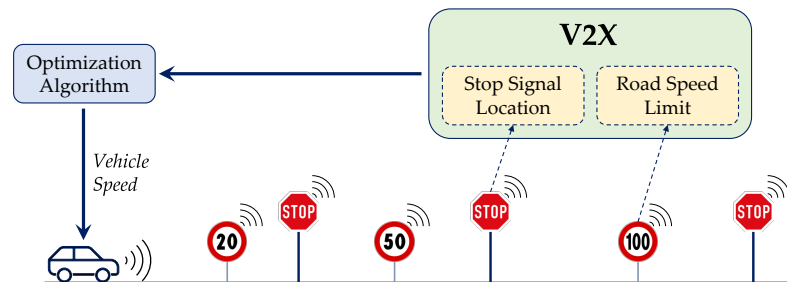 V2X
Optimization
Algorithm
Stop Signal
Location
Road Speed
Limit
Vehicle
Speed
STOP
STOP
STOP
20
50
100